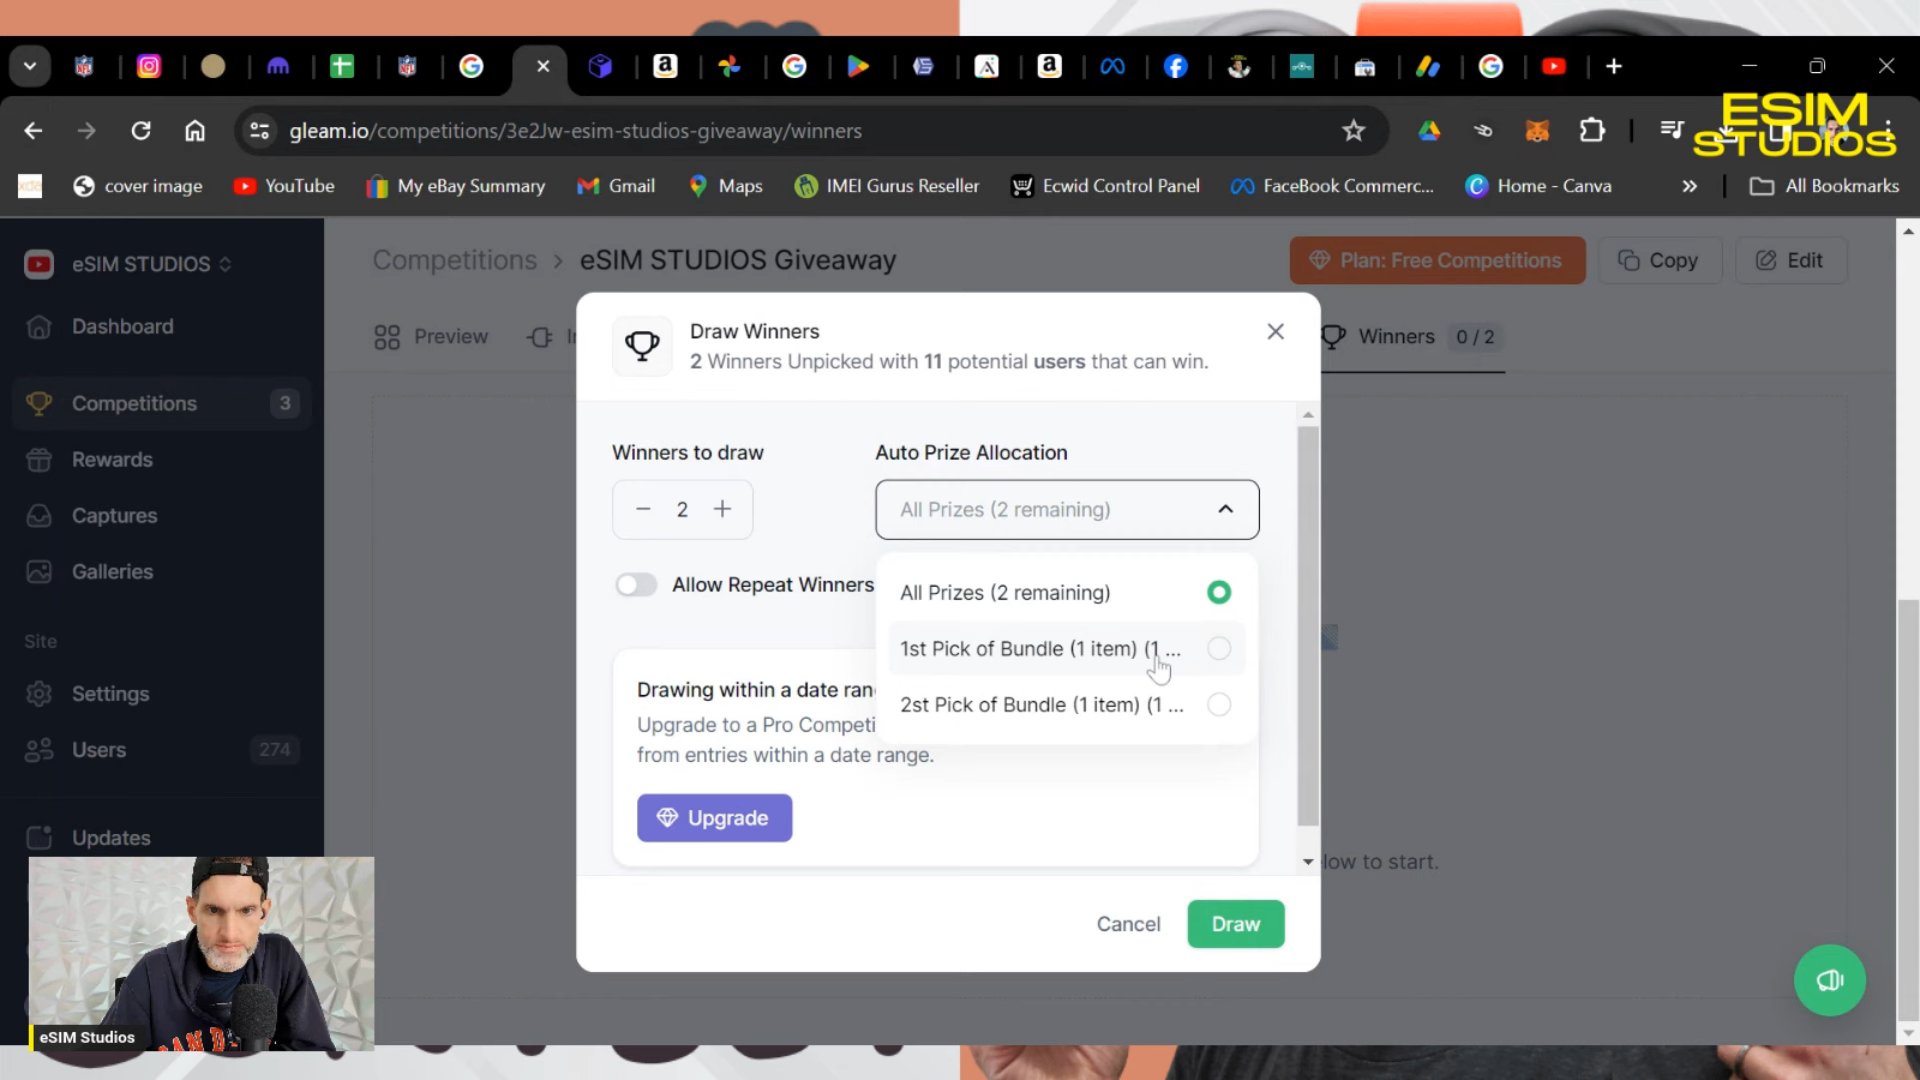 ESIM
STUDIOS
gleam.io/competitions/3e2Jw-esim-studios-giveaway/winners
cover image
YouTube
My eBay Summary
Gmail
Maps
IMEI Gurus Reseller
Ecwid Control Panel
FaceBook Commerc...
Home - Canva
All Bookmarks
eSIM STUDIOS
Dashboard
Competitions 3
Rewards
Captures
Galleries
Site
Settings
Users 274
Updates
Competitions > eSIM STUDIOS Giveaway
Plan: Free Competitions
Copy
Edit
Preview
Winners 0 / 2
Draw Winners
2 Winners Unpicked with 11 potential users that can win.
Winners to draw
2
Auto Prize Allocation
All Prizes (2 remaining)
Allow Repeat Winners
All Prizes (2 remaining)
1st Pick of Bundle (1 item) (1 ...
2st Pick of Bundle (1 item) (1 ...
Drawing within a date ran
Upgrade to a Pro Competi
from entries within a date range.
Upgrade
low to start.
Cancel
Draw
eSIM Studios